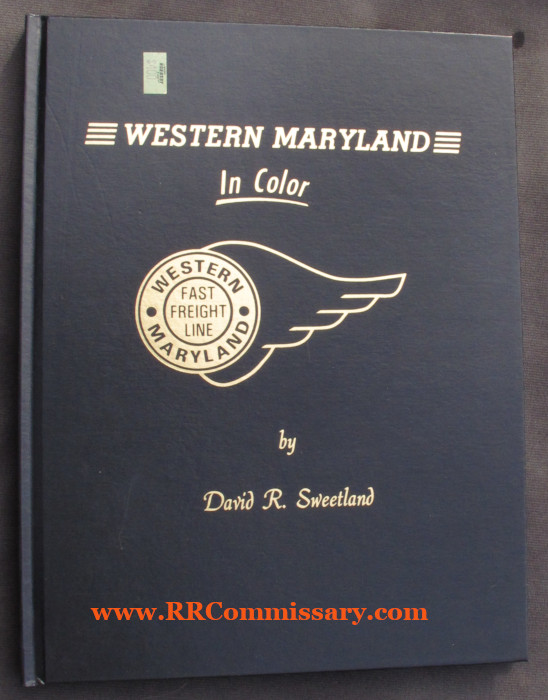 WESTERN MARYLAND
In Color
WESTERN
FAST
FREIGHT
LINE
MARYLAND
by
David R. Sweetland
www.RRCommissary.com